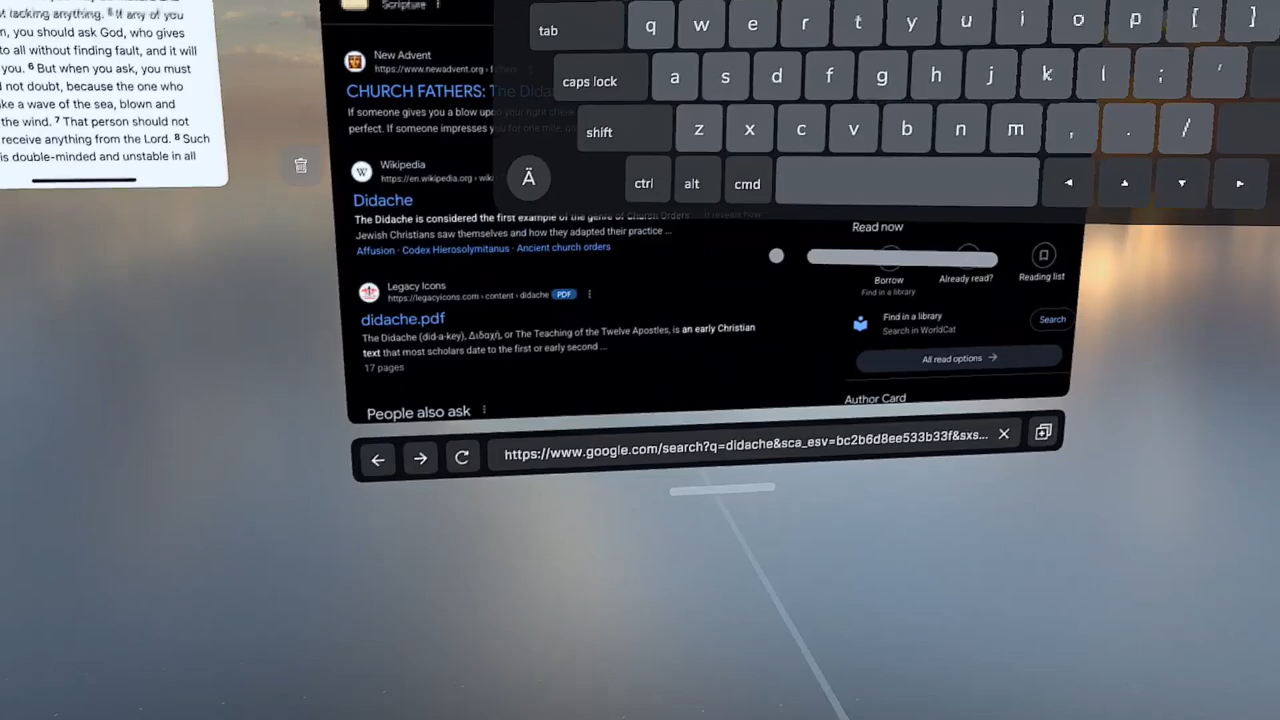 t lacking anything. 5 If any of you
n, you should ask God, who gives
to all without finding fault, and it will
you. 6 But when you ask, you must
not doubt, because the one who
ke a wave of the sea, blown and
the wind. 7 That person should not
receive anything from the Lord. 8 Such
is double-minded and unstable in all
Scripture
New Advent
https://www.newadvent.org
CHURCH FATHERS: The Dida
If someone gives you a blow upon your right
perfect. If someone impresses you for one mile,
Wikipedia
https://en.wikipedia.org › wiki
Didache
The Didache is considered the first example of the genre of Church Orders
Jewish Christians saw themselves and how they adapted their practice ...
Affusion · Codex Hierosolymitanus · Ancient church orders
Legacy Icons
https://legacyicons.com › content › didache PDF
didache.pdf
The Didache (did-a-key), Διδαχή, or The Teaching of the Twelve Apostles, is an early Christian
text that most scholars date to the first or early second ...
17 pages
People also ask
tab q w e r t y u i o p [ ]
caps lock a s d f g h j k l ; '
shift z x c v b n m , . /
Ä ctrl alt cmd
Read now
Borrow
Find in a library
Already read?
Reading list
Find in a library
Search in WorldCat
Search
All read options →
Author Card
https://www.google.com/search?q=didache&sca_esv=bc2b6d8ee533b33f&sxs...